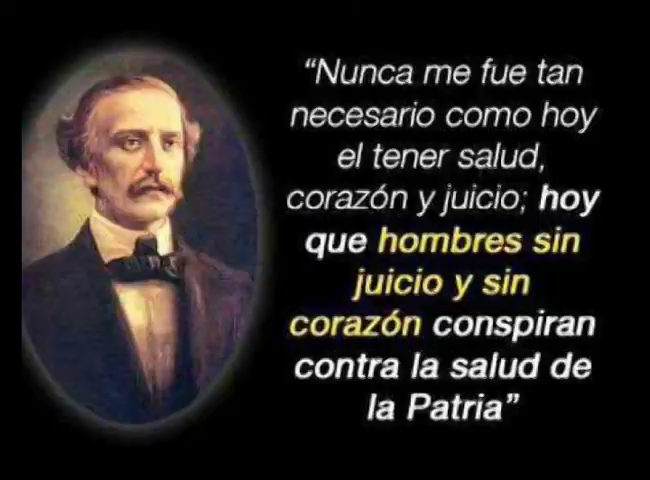 “Nunca me fue tan
necesario como hoy
el tener salud,
corazón y juicio; hoy
que hombres sin
juicio y sin
corazón conspiran
contra la salud de
la Patria”